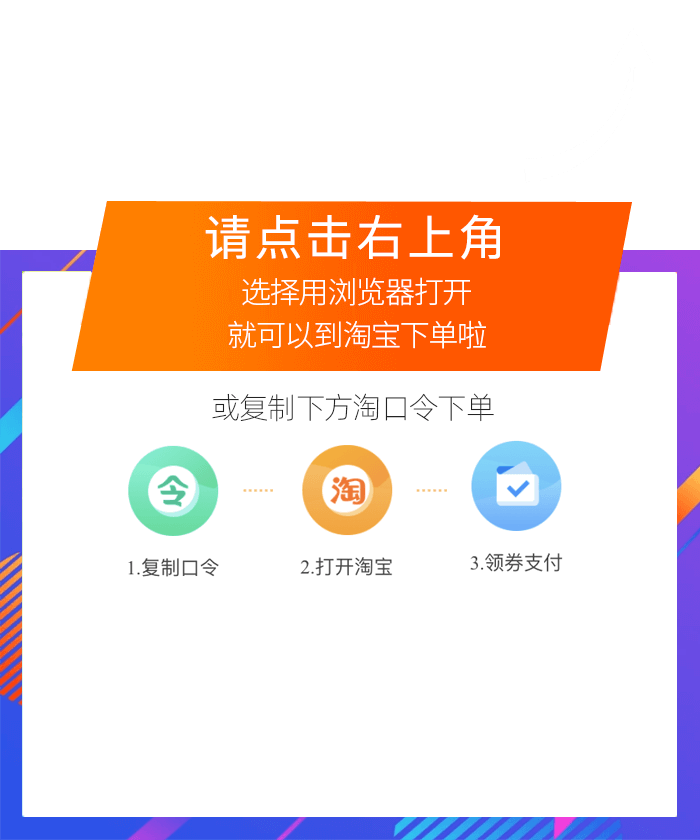 请点击右上角
选择用浏览器打开
就可以到淘宝下单啦
或复制下方淘口令下单
令
淘
1.复制口令
2.打开淘宝
3.领券支付